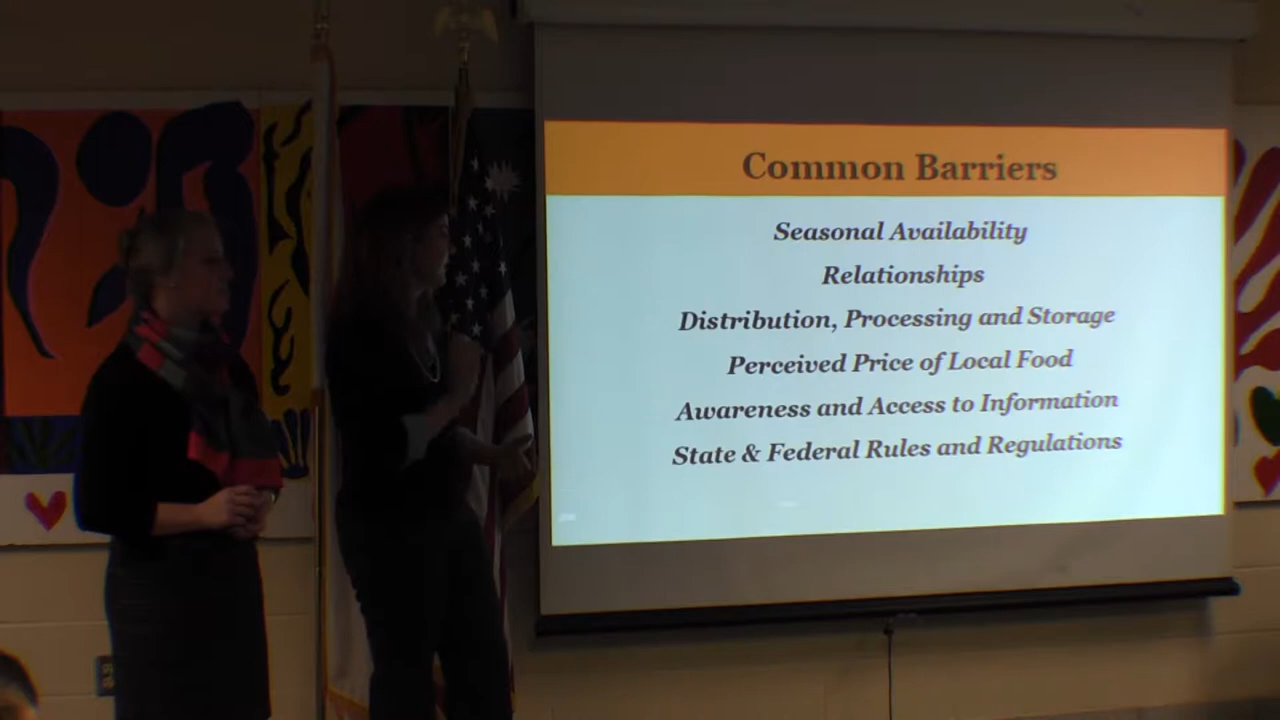 Common Barriers
Seasonal Availability
Relationships
Distribution, Processing and Storage
Perceived Price of Local Food
Awareness and Access to Information
State & Federal Rules and Regulations